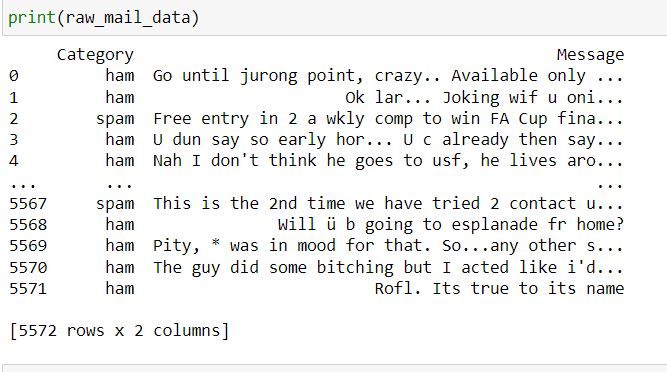 print(raw_mail_data)
Category Message
0 ham Go until jurong point, crazy.. Available only ...
1 ham Ok lar... Joking wif u oni...
2 spam Free entry in 2 a wkly comp to win FA Cup fina...
3 ham U dun say so early hor... U c already then say...
4 ham Nah I don't think he goes to usf, he lives aro...
... ... ...
5567 spam This is the 2nd time we have tried 2 contact u...
5568 ham Will ü b going to esplanade fr home?
5569 ham Pity, * was in mood for that. So...any other s...
5570 ham The guy did some bitching but I acted like i'd...
5571 ham Rofl. Its true to its name
[5572 rows x 2 columns]